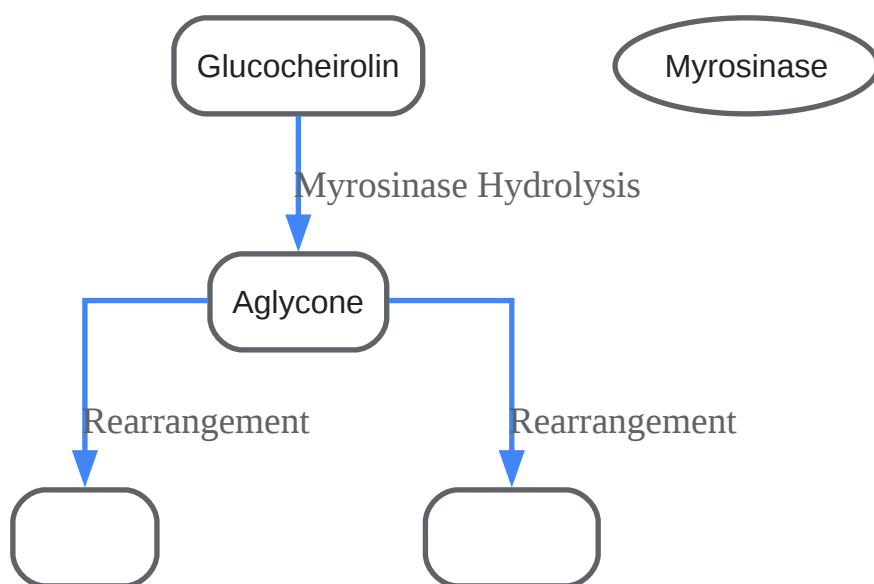 Glucocheirolin
Myrosinase
Myrosinase Hydrolysis
Aglycone
Rearrangement
Rearrangement